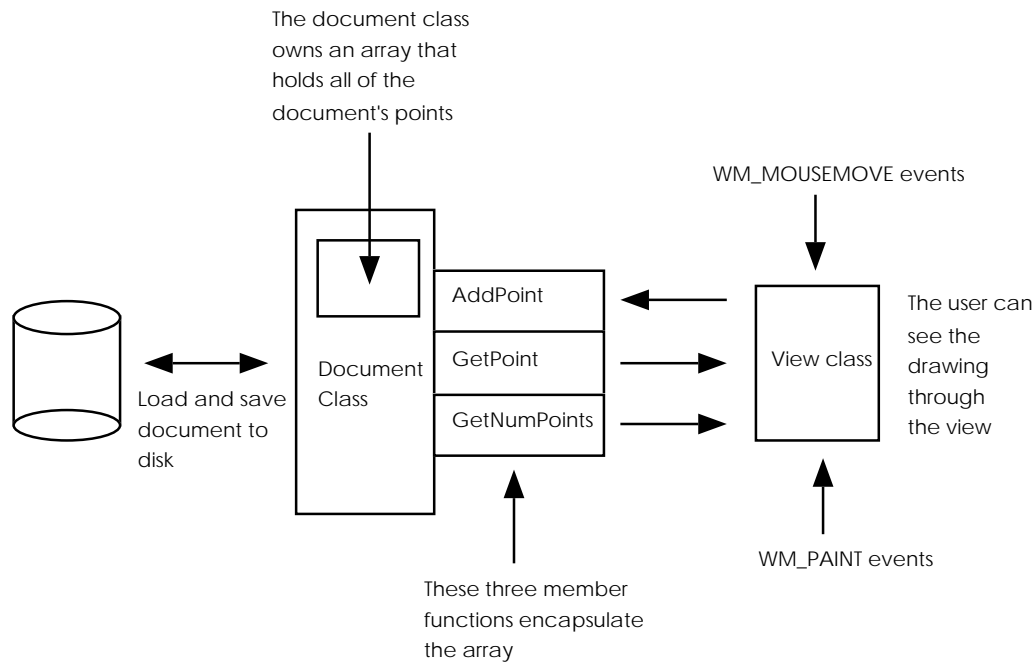 The document class
owns an array that
holds all of the
document's points
WM_MOUSEMOVE events
AddPoint
GetPoint
GetNumPoints
Document
Class
View class
The user can
see the
drawing
through
the view
Load and save
document to
disk
WM_PAINT events
These three member
functions encapsulate
the array